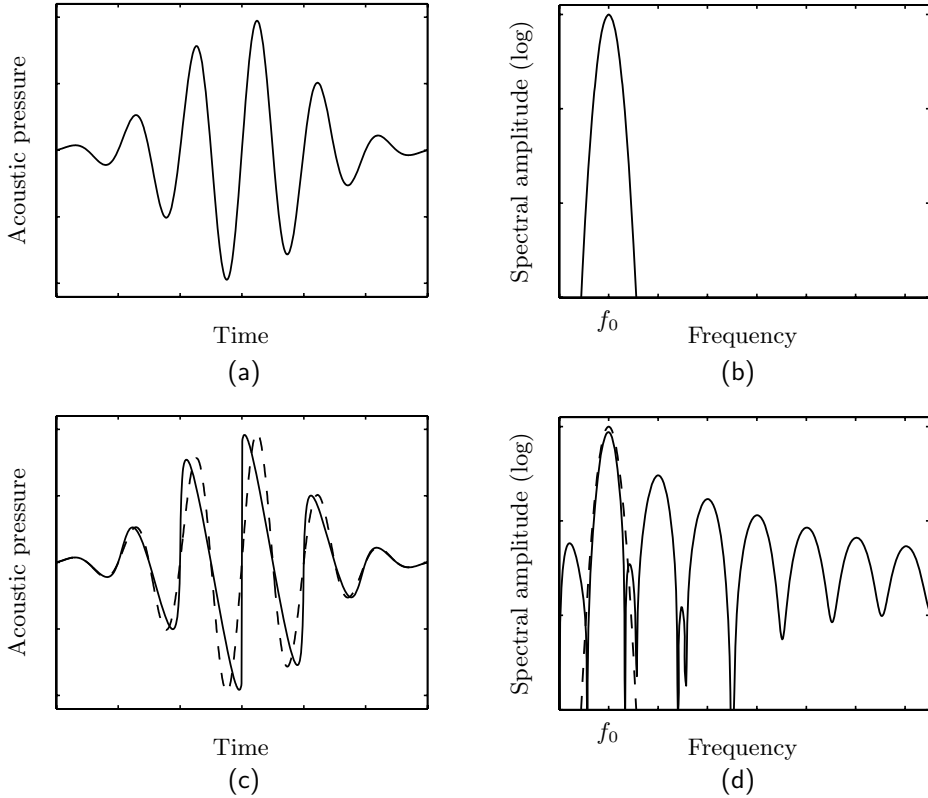 Acoustic pressure
Time
(a)
Spectral amplitude (log)
f₀
Frequency
(b)
Acoustic pressure
Time
(c)
Spectral amplitude (log)
f₀
Frequency
(d)